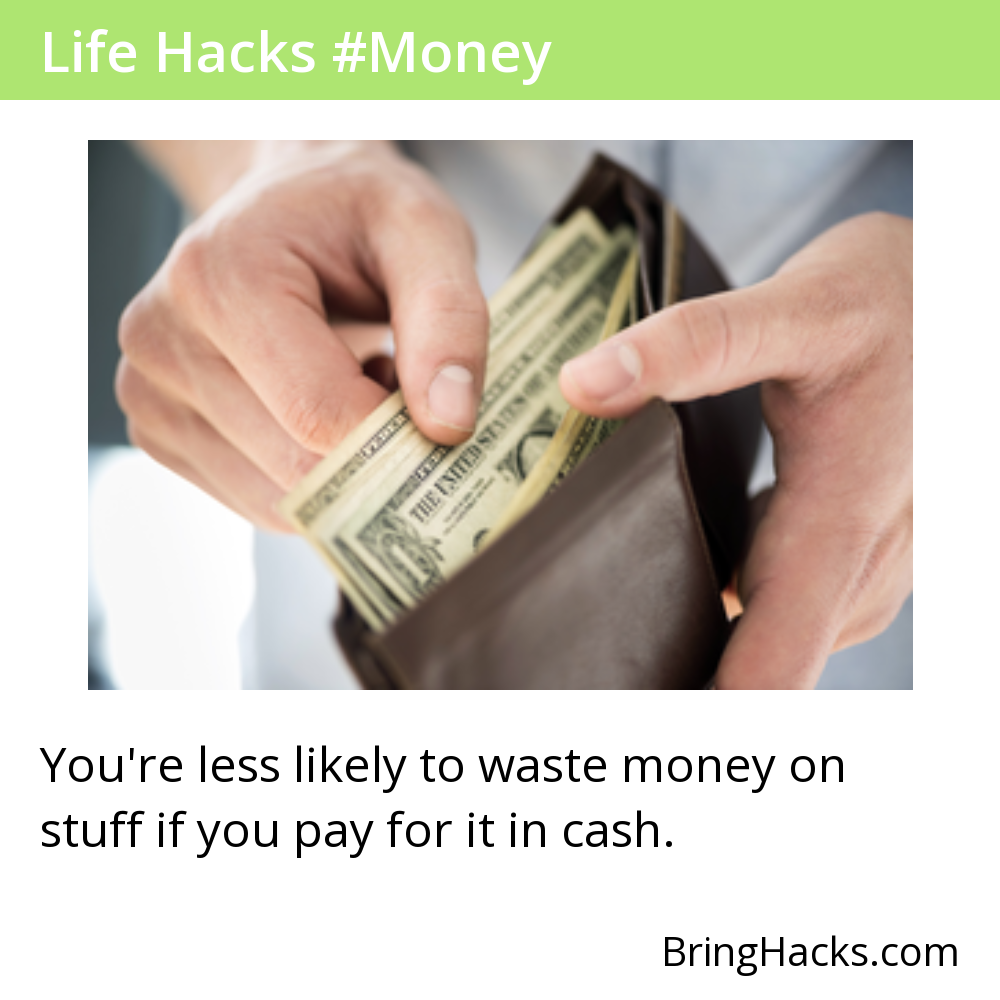 Life Hacks #Money
THE UNITED STATES OF AMERICA
You're less likely to waste money on
stuff if you pay for it in cash.
BringHacks.com